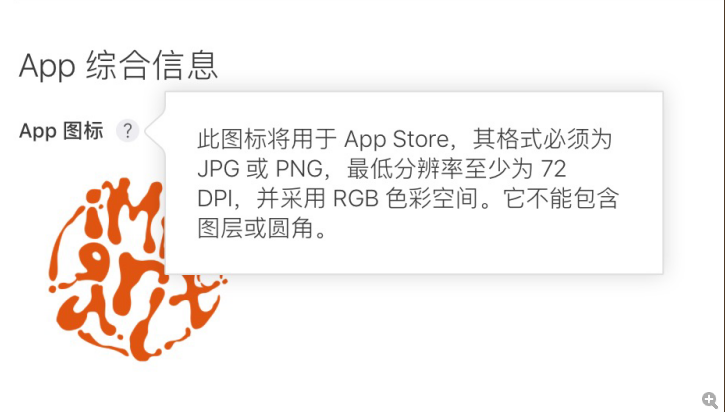 App 综合信息
App 图标 ?
此图标将用于 App Store，其格式必须为
JPG 或 PNG，最低分辨率至少为 72
DPI，并采用 RGB 色彩空间。它不能包含
图层或圆角。